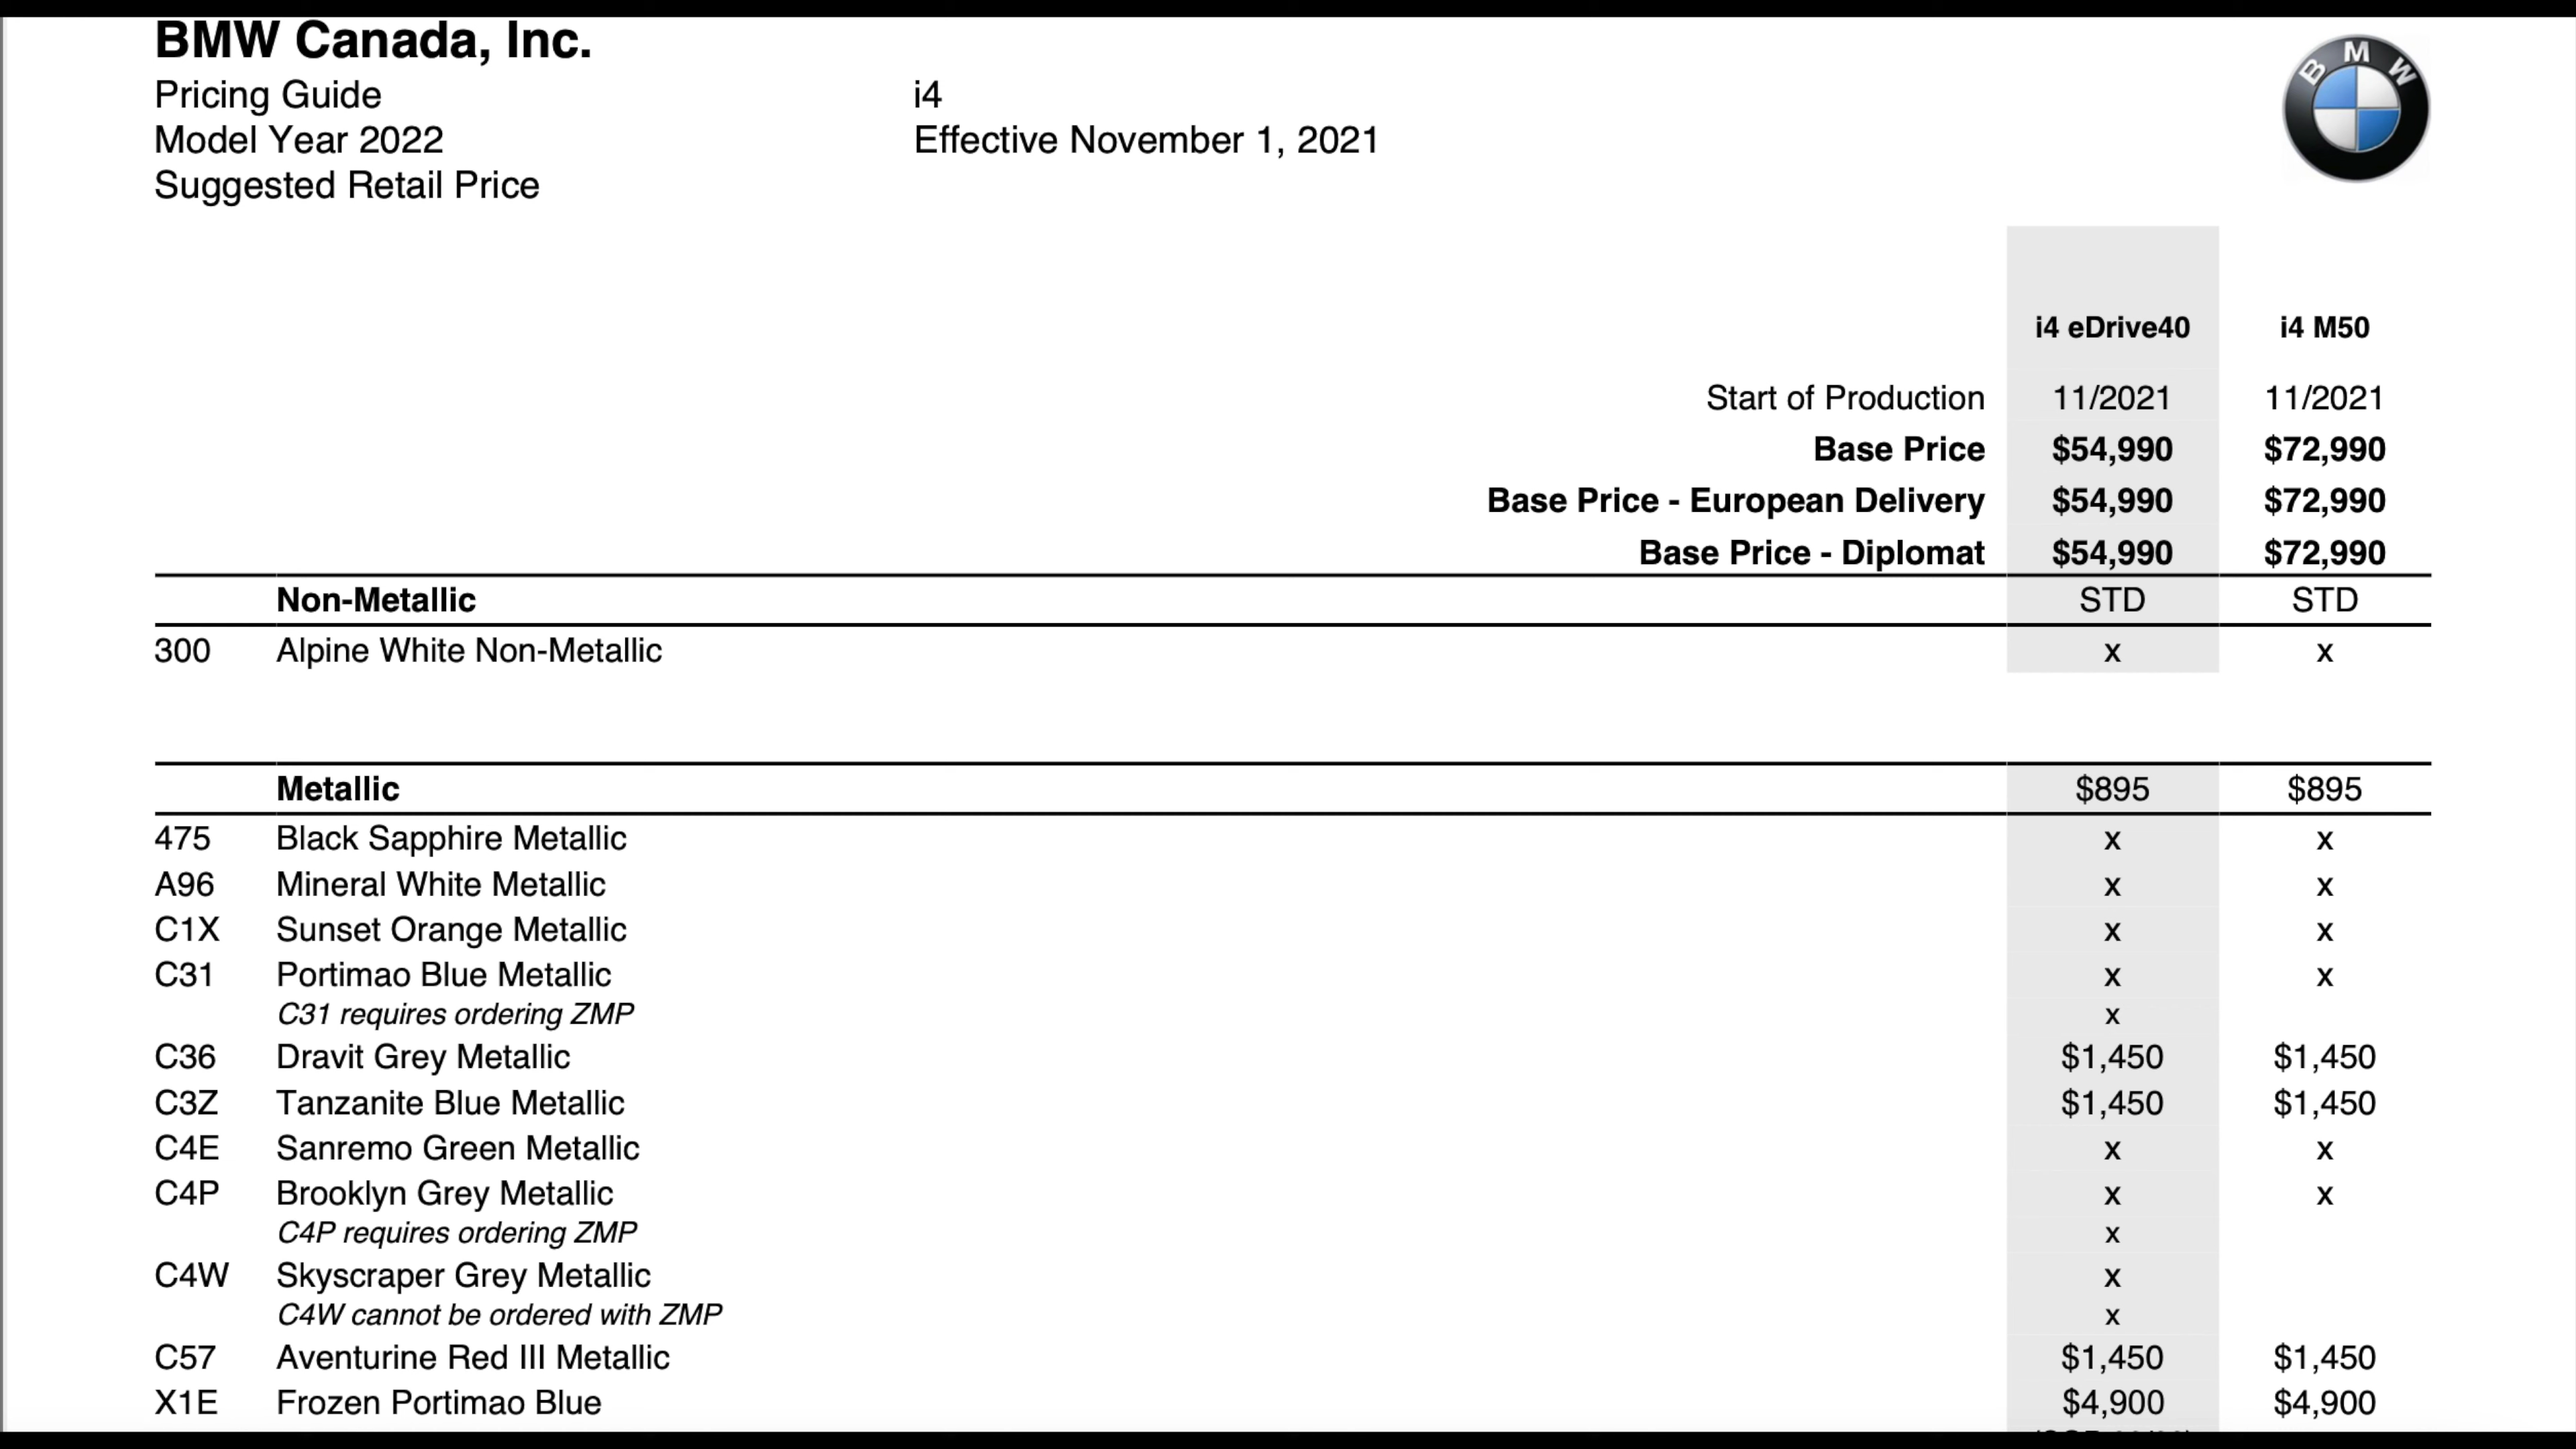 BMW Canada, Inc.
Pricing Guide i4
Model Year 2022 Effective November 1, 2021
Suggested Retail Price
B M W
i4 eDrive40 i4 M50
Start of Production 11/2021 11/2021
Base Price $54,990 $72,990
Base Price - European Delivery $54,990 $72,990
Base Price - Diplomat $54,990 $72,990
Non-Metallic STD STD
300 Alpine White Non-Metallic x x
Metallic $895 $895
475 Black Sapphire Metallic x x
A96 Mineral White Metallic x x
C1X Sunset Orange Metallic x x
C31 Portimao Blue Metallic x x
C31 requires ordering ZMP x
C36 Dravit Grey Metallic $1,450 $1,450
C3Z Tanzanite Blue Metallic $1,450 $1,450
C4E Sanremo Green Metallic x x
C4P Brooklyn Grey Metallic x x
C4P requires ordering ZMP x
C4W Skyscraper Grey Metallic x
C4W cannot be ordered with ZMP x
C57 Aventurine Red III Metallic $1,450 $1,450
X1E Frozen Portimao Blue $4,900 $4,900